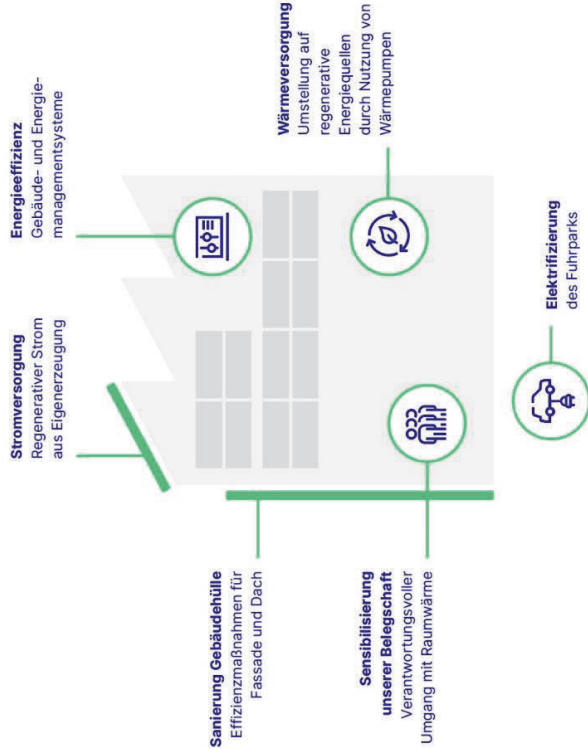 Stromversorgung
Regenerativer Strom
aus Eigenerzeugung
Energieeffizienz
Gebäude- und Energie-
managementsysteme
Sanierung Gebäudehülle
Effizienzmaßnahmen für
Fassade und Dach
Wärmeversorgung
Umstellung auf
regenerative
Energiequellen
durch Nutzung von
Wärmepumpen
Sensibilisierung
unserer Belegschaft
Verantwortungsvoller
Umgang mit Raumwärme
Elektrifizierung
des Fuhrparks